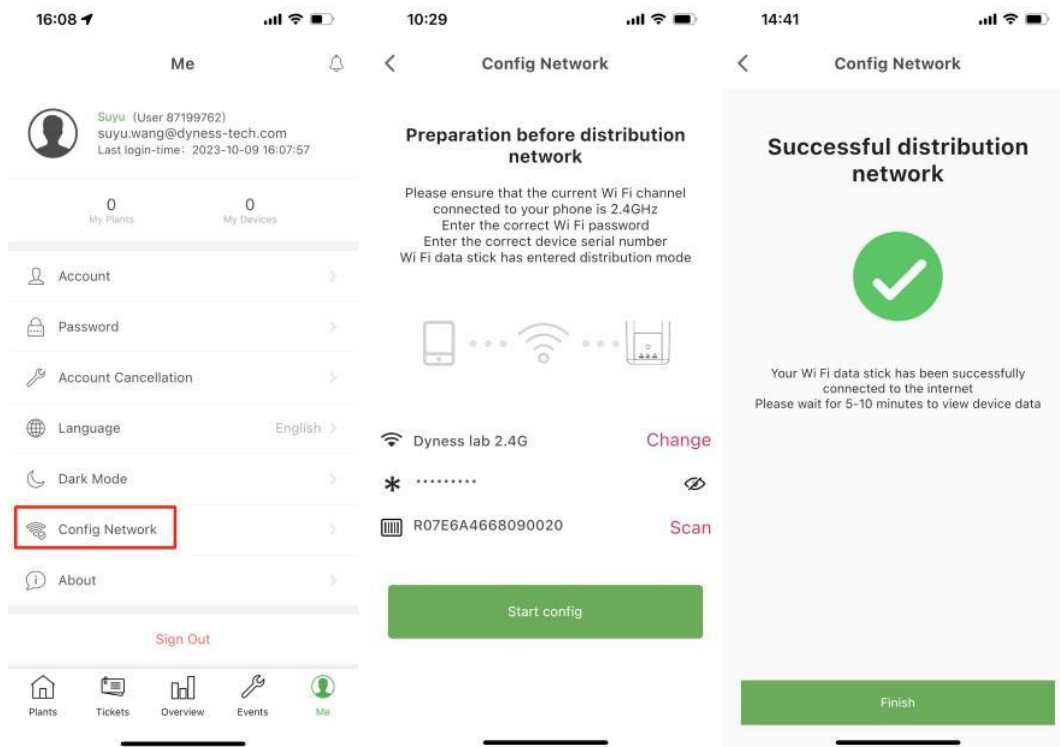 16:08
Me
Suyu (User 87199762)
suyu.wang@dyness-tech.com
Last login-time: 2023-10-09 16:07:57
0
My Plants
0
My Devices
Account
Password
Account Cancellation
Language English
Dark Mode
Config Network
About
Sign Out
Plants
Tickets
Overview
Events
Me
10:29
Config Network
Preparation before distribution
network
Please ensure that the current Wi Fi channel
connected to your phone is 2.4GHz
Enter the correct Wi Fi password
Enter the correct device serial number
Wi Fi data stick has entered distribution mode
Dyness lab 2.4G Change
·········
R07E6A4668090020 Scan
Start config
14:41
Config Network
Successful distribution
network
Your Wi Fi data stick has been successfully
connected to the internet
Please wait for 5-10 minutes to view device data
Finish